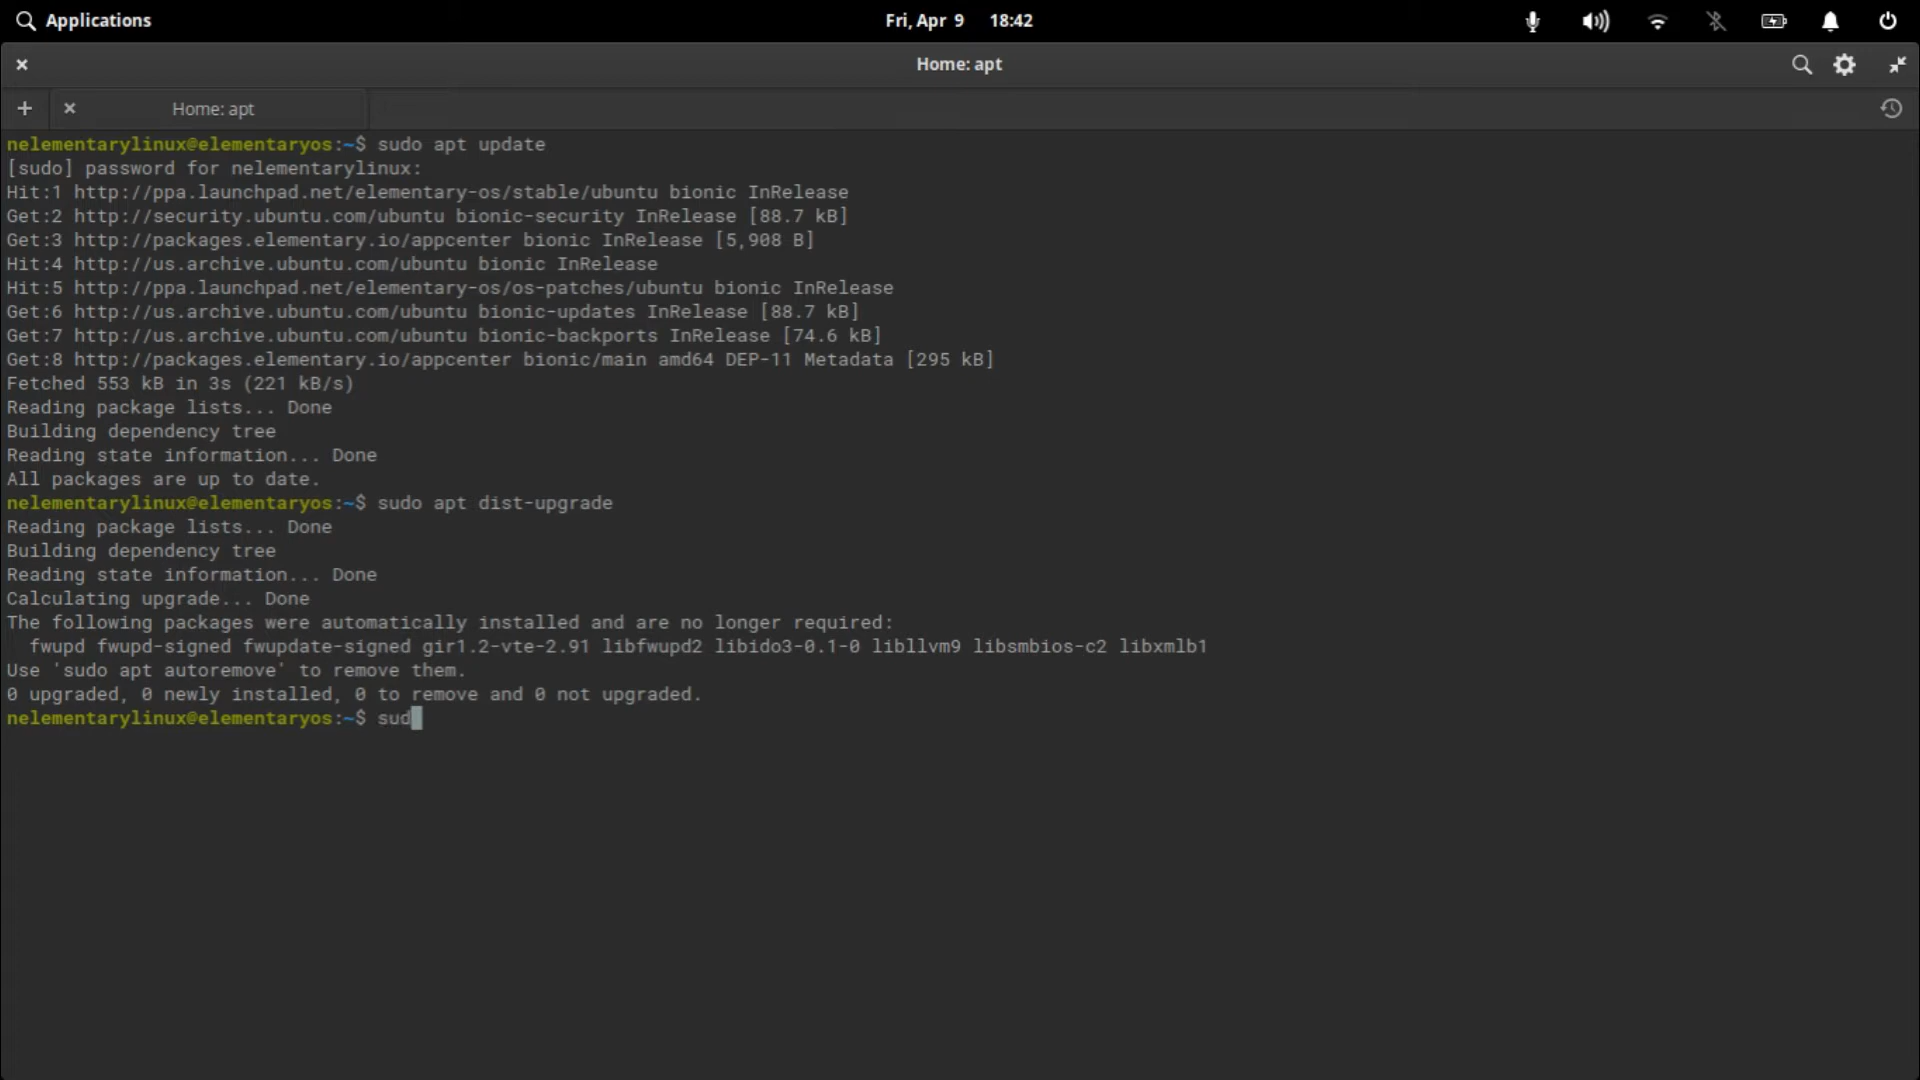 Applications
Fri, Apr 9 18:42
Home: apt
Home: apt
nelementarylinux@elementaryos:~$ sudo apt update
[sudo] password for nelementarylinux:
Hit:1 http://ppa.launchpad.net/elementary-os/stable/ubuntu bionic InRelease
Get:2 http://security.ubuntu.com/ubuntu bionic-security InRelease [88.7 kB]
Get:3 http://packages.elementary.io/appcenter bionic InRelease [5,908 B]
Hit:4 http://us.archive.ubuntu.com/ubuntu bionic InRelease
Hit:5 http://ppa.launchpad.net/elementary-os/os-patches/ubuntu bionic InRelease
Get:6 http://us.archive.ubuntu.com/ubuntu bionic-updates InRelease [88.7 kB]
Get:7 http://us.archive.ubuntu.com/ubuntu bionic-backports InRelease [74.6 kB]
Get:8 http://packages.elementary.io/appcenter bionic/main amd64 DEP-11 Metadata [295 kB]
Fetched 553 kB in 3s (221 kB/s)
Reading package lists... Done
Building dependency tree
Reading state information... Done
All packages are up to date.
nelementarylinux@elementaryos:~$ sudo apt dist-upgrade
Reading package lists... Done
Building dependency tree
Reading state information... Done
Calculating upgrade... Done
The following packages were automatically installed and are no longer required:
  fwupd fwupd-signed fwupdate-signed gir1.2-vte-2.91 libfwupd2 libido3-0.1-0 libllvm9 libsmbios-c2 libxmlb1
Use 'sudo apt autoremove' to remove them.
0 upgraded, 0 newly installed, 0 to remove and 0 not upgraded.
nelementarylinux@elementaryos:~$ sud